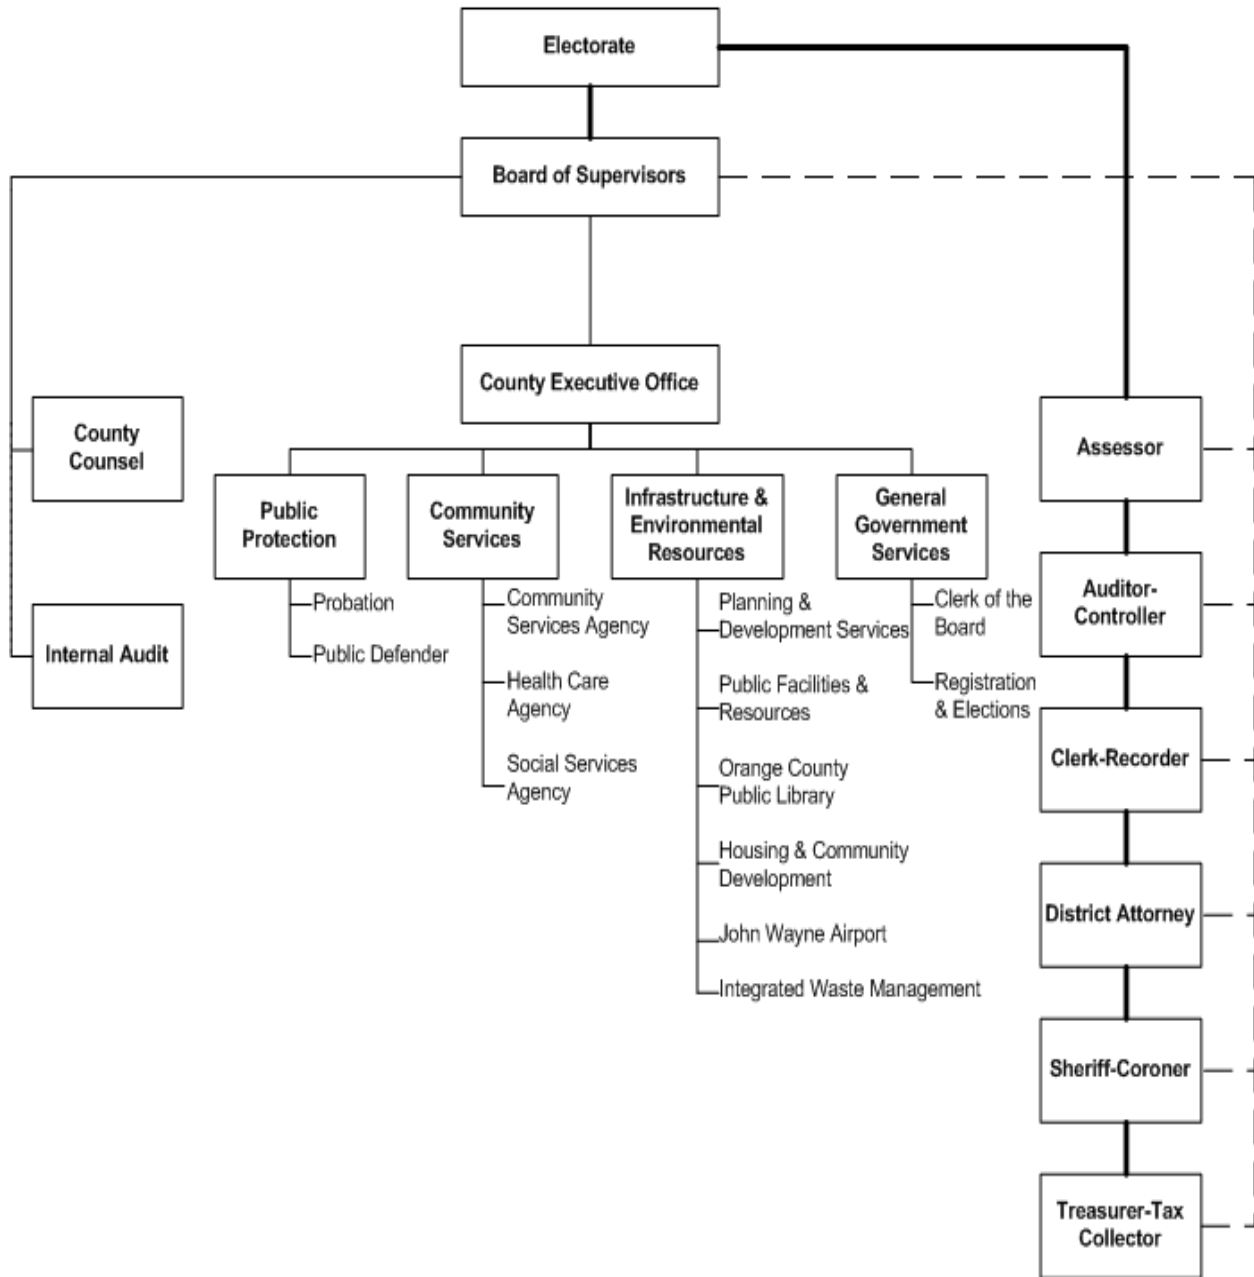 Electorate
Board of Supervisors
County Executive Office
County
Counsel
Internal Audit
Public
Protection
Probation
Public Defender
Community
Services
Community
Services Agency
Health Care
Agency
Social Services
Agency
Infrastructure &
Environmental
Resources
Planning &
Development Services
Public Facilities &
Resources
Orange County
Public Library
Housing & Community
Development
John Wayne Airport
Integrated Waste Management
General
Government
Services
Clerk of the
Board
Registration
& Elections
Assessor
Auditor-
Controller
Clerk-Recorder
District Attorney
Sheriff-Coroner
Treasurer-Tax
Collector